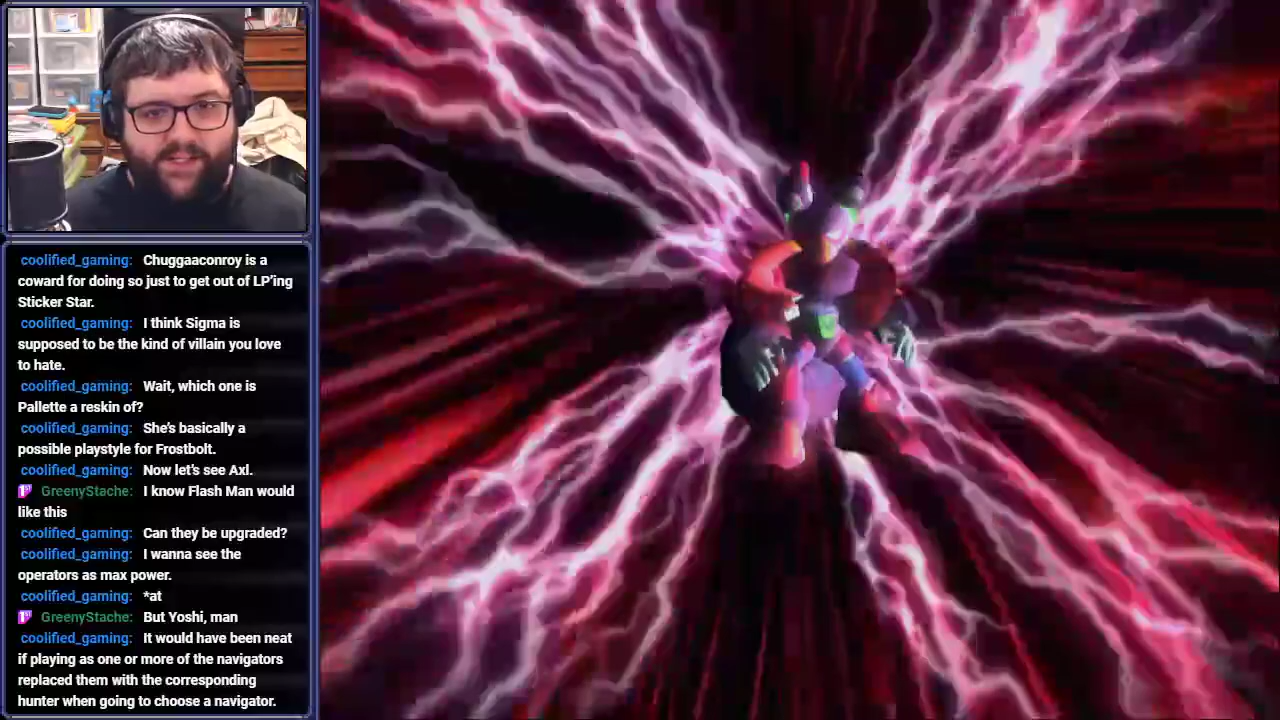 coolified_gaming: Chuggaaconroy is a
coward for doing so just to get out of LP'ing
Sticker Star.
coolified_gaming: I think Sigma is
supposed to be the kind of villain you love
to hate.
coolified_gaming: Wait, which one is
Pallette a reskin of?
coolified_gaming: She's basically a
possible playstyle for Frostbolt.
coolified_gaming: Now let's see Axl.
GreenyStache: I know Flash Man would
like this
coolified_gaming: Can they be upgraded?
coolified_gaming: I wanna see the
operators as max power.
coolified_gaming: *at
GreenyStache: But Yoshi, man
coolified_gaming: It would have been neat
if playing as one or more of the navigators
replaced them with the corresponding
hunter when going to choose a navigator.